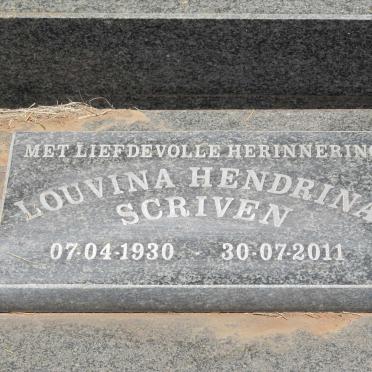 MET LIEFDEVOLLE HERINNERING
LOUVINA HENDRINA
SCRIVEN
07-04-1930 - 30-07-2011